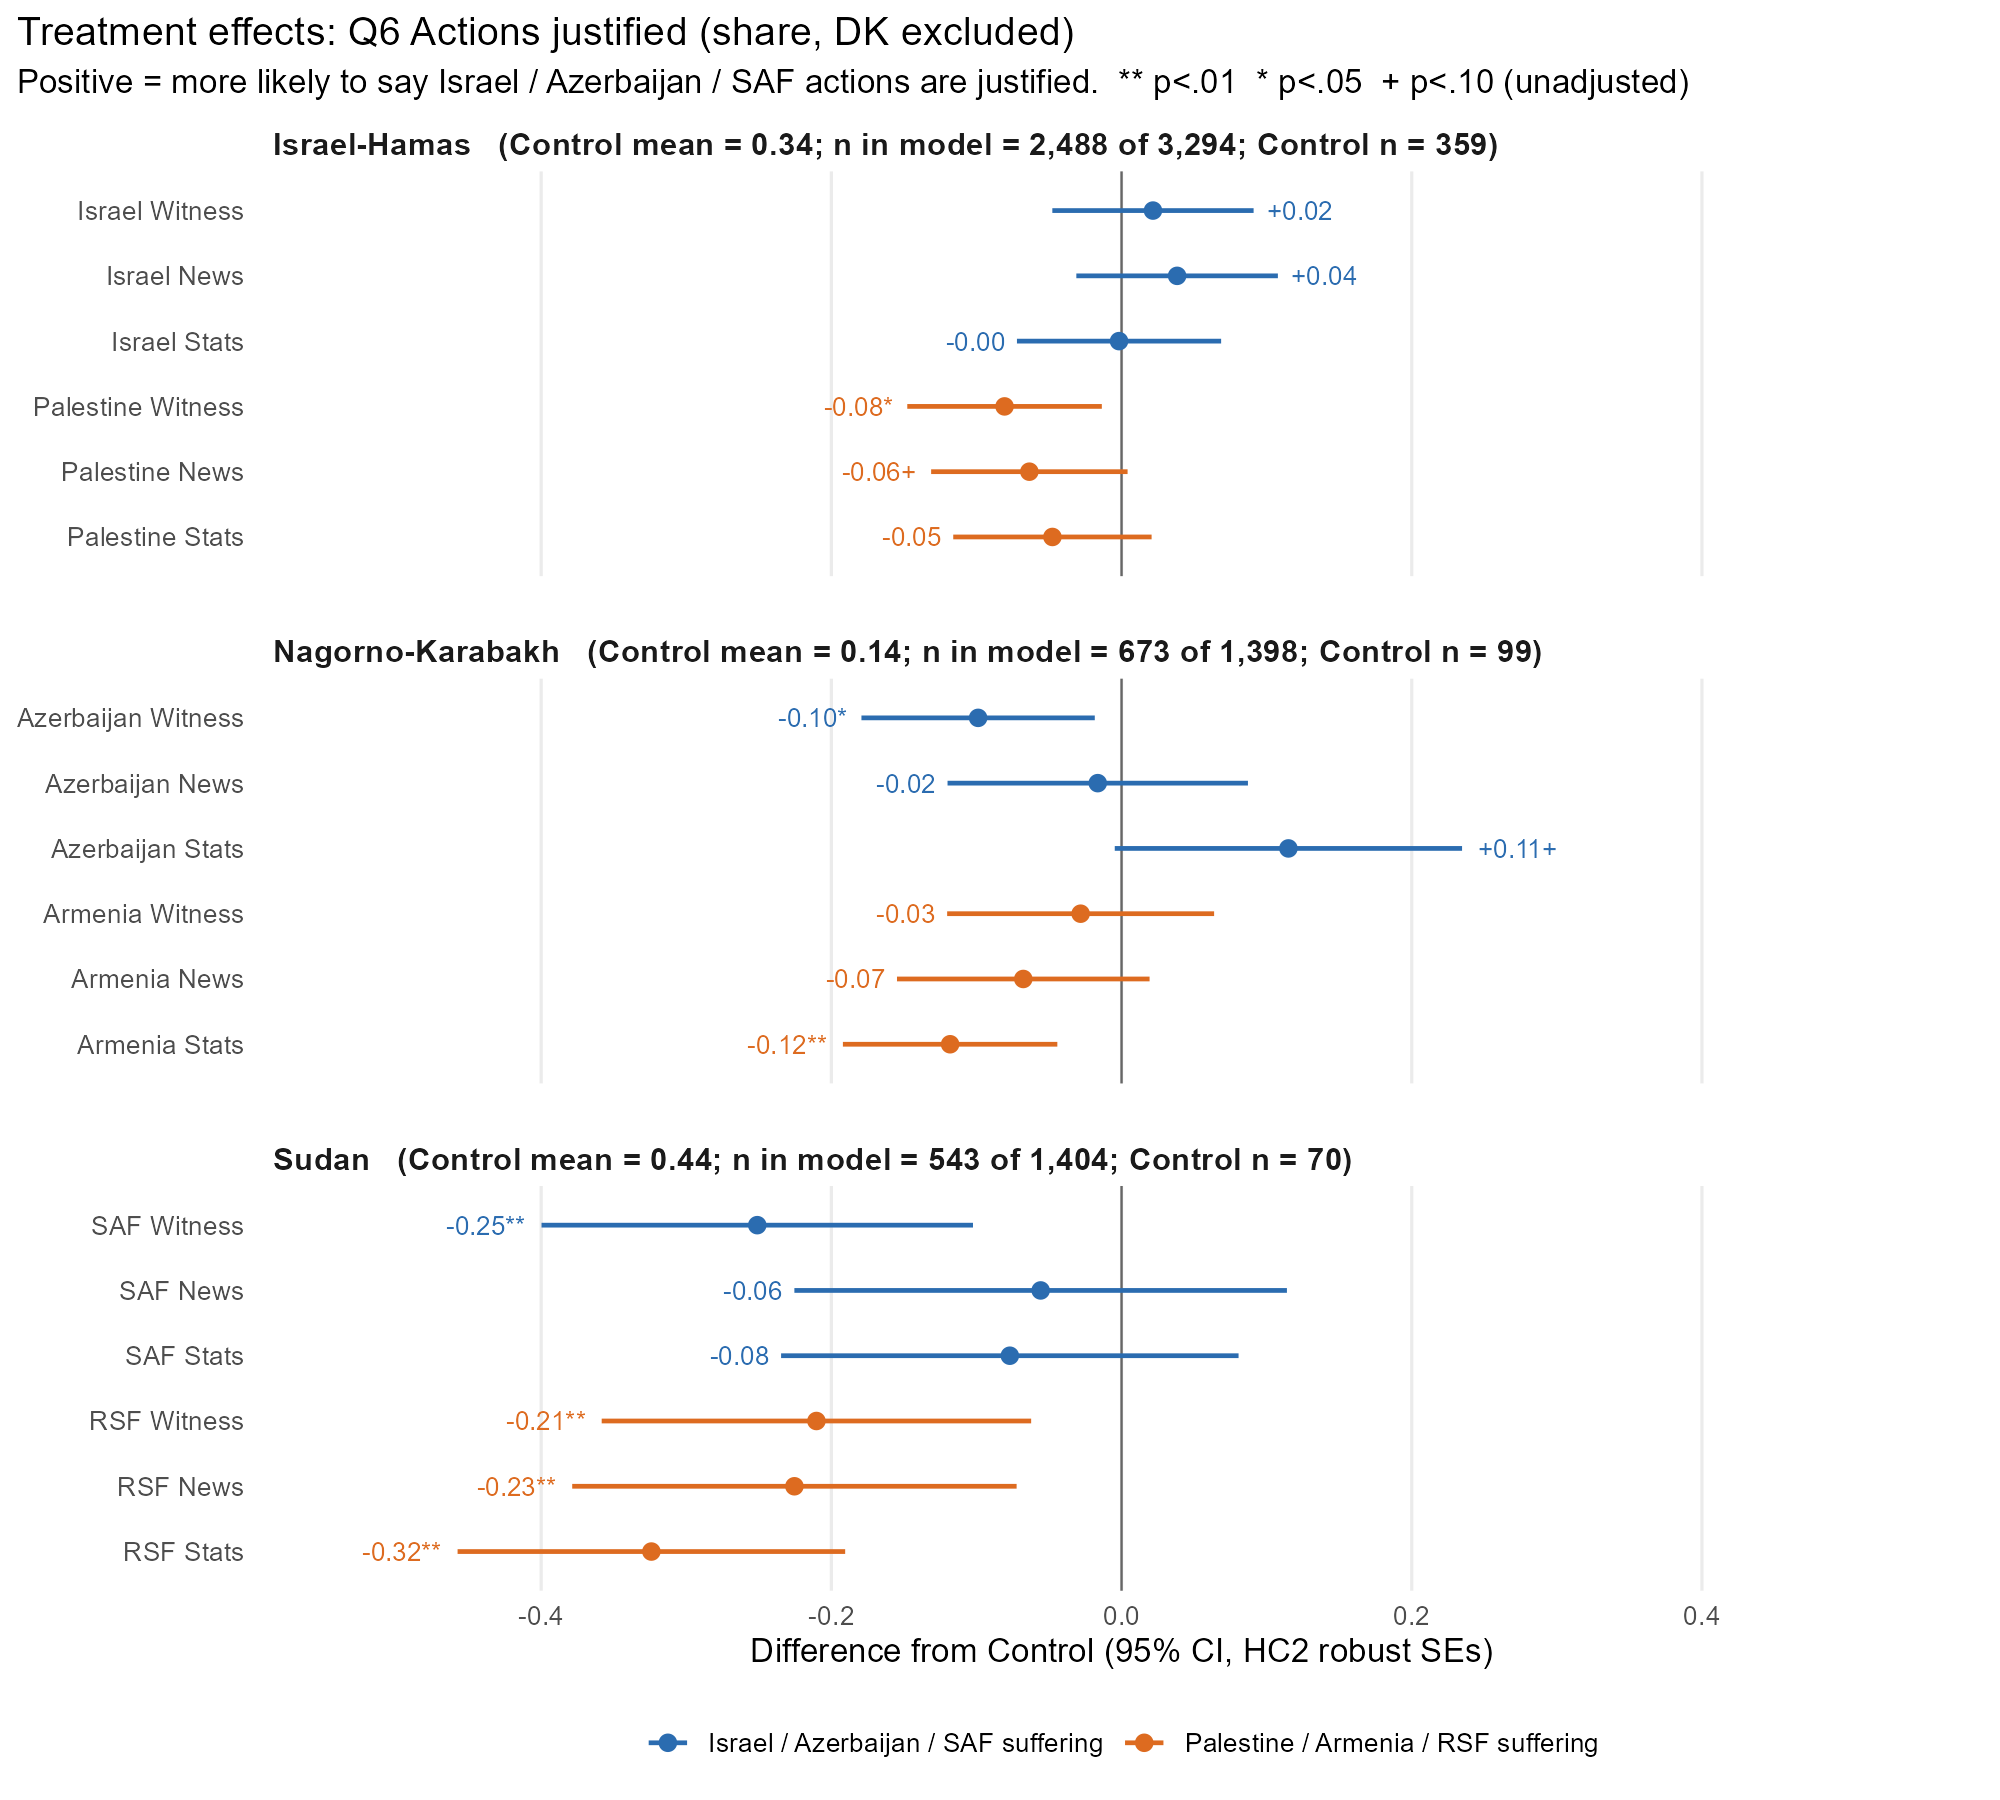 Treatment effects: Q6 Actions justified (share, DK excluded)
Positive = more likely to say Israel / Azerbaijan / SAF actions are justified.  ** p<.01  * p<.05  + p<.10 (unadjusted)
Israel-Hamas   (Control mean = 0.34; n in model = 2,488 of 3,294; Control n = 359)
Israel Witness +0.02
Israel News +0.04
Israel Stats -0.00
Palestine Witness -0.08*
Palestine News -0.06+
Palestine Stats -0.05
Nagorno-Karabakh   (Control mean = 0.14; n in model = 673 of 1,398; Control n = 99)
Azerbaijan Witness -0.10*
Azerbaijan News -0.02
Azerbaijan Stats +0.11+
Armenia Witness -0.03
Armenia News -0.07
Armenia Stats -0.12**
Sudan   (Control mean = 0.44; n in model = 543 of 1,404; Control n = 70)
SAF Witness -0.25**
SAF News -0.06
SAF Stats -0.08
RSF Witness -0.21**
RSF News -0.23**
RSF Stats -0.32**
-0.4 -0.2 0.0 0.2 0.4
Difference from Control (95% CI, HC2 robust SEs)
Israel / Azerbaijan / SAF suffering Palestine / Armenia / RSF suffering